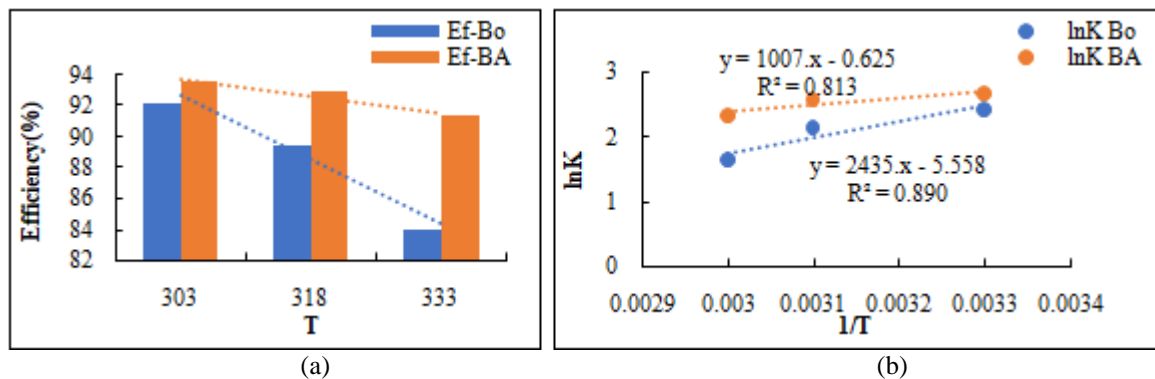 Ef-Bo
Ef-BA
94
92
90
88
86
84
82
Efficiency(%)
303 318 333
T
(a)
lnK Bo
lnK BA
y = 1007.x - 0.625
R² = 0.813
y = 2435.x - 5.558
R² = 0.890
3
2
1
0
lnK
0.0029 0.003 0.0031 0.0032 0.0033 0.0034
1/T
(b)